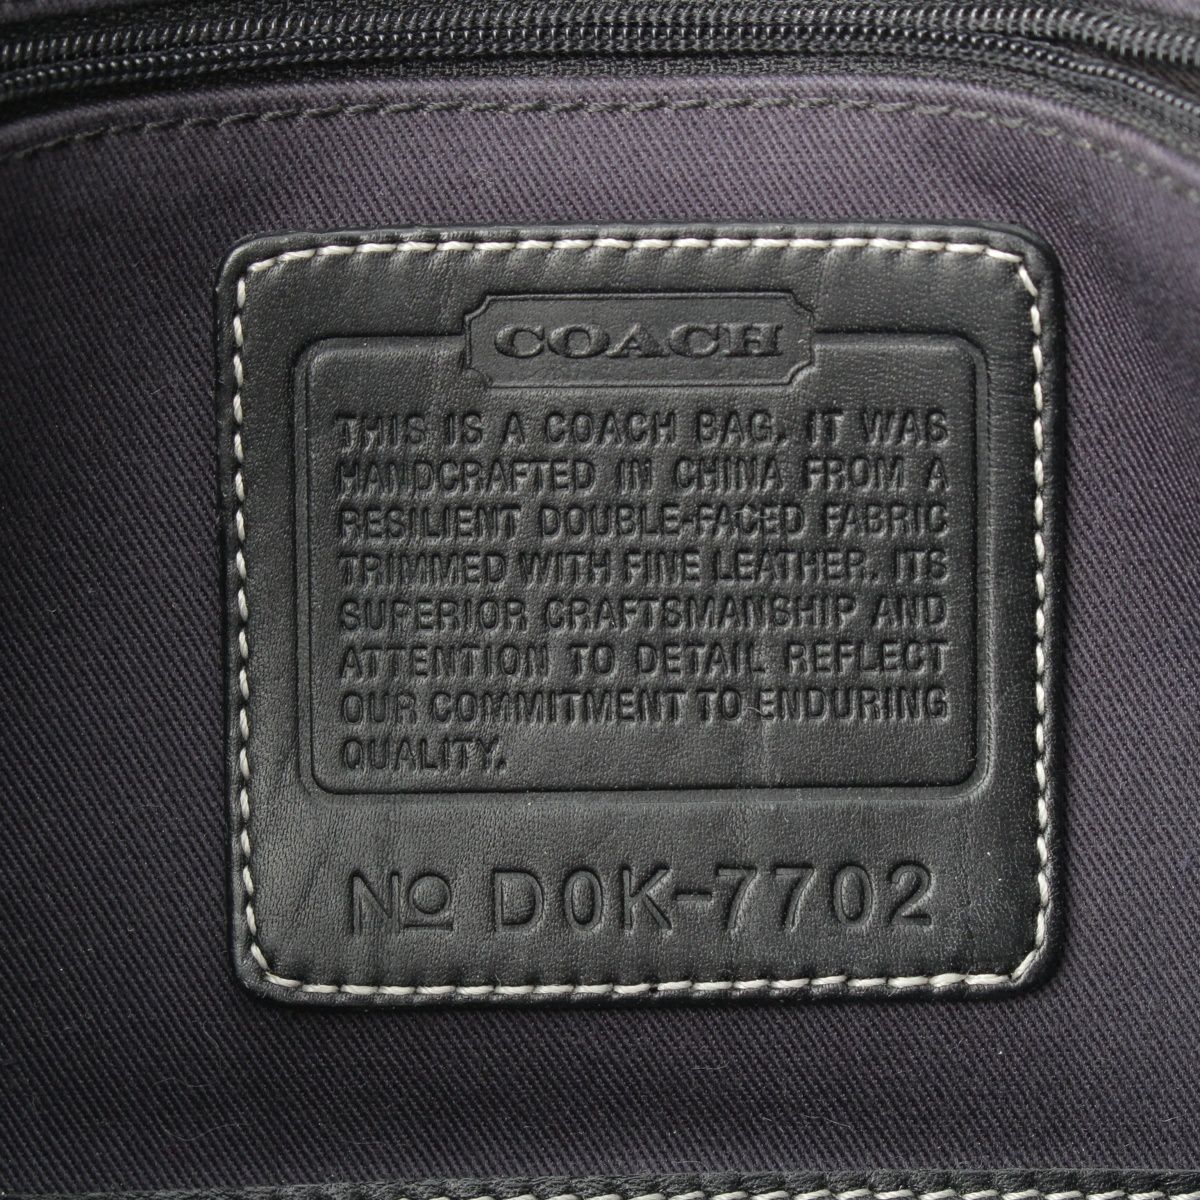 COACH
THIS IS A COACH BAG. IT WAS
HANDCRAFTED IN CHINA FROM A
RESILIENT DOUBLE-FACED FABRIC
TRIMMED WITH FINE LEATHER. ITS
SUPERIOR CRAFTSMANSHIP AND
ATTENTION TO DETAIL REFLECT
OUR COMMITMENT TO ENDURING
QUALITY.
No D0K-7702